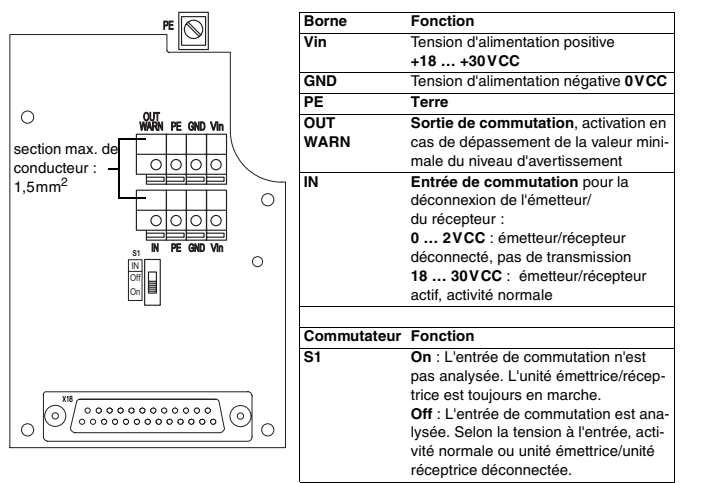 PE
OUT
WARN PE GND Vin
section max. de
conducteur :
1,5mm²
IN PE GND Vin
S1
IN
Off
On
X18
Borne Fonction
Vin Tension d'alimentation positive
+18 … +30VCC
GND Tension d'alimentation négative 0VCC
PE Terre
OUT Sortie de commutation, activation en
WARN cas de dépassement de la valeur mini-
male du niveau d'avertissement
IN Entrée de commutation pour la
déconnexion de l'émetteur/
du récepteur :
0 … 2VCC : émetteur/récepteur
déconnecté, pas de transmission
18 … 30VCC : émetteur/récepteur
actif, activité normale
Commutateur Fonction
S1 On : L'entrée de commutation n'est
pas analysée. L'unité émettrice/récep-
trice est toujours en marche.
Off : L'entrée de commutation est ana-
lysée. Selon la tension à l'entrée, acti-
vité normale ou unité émettrice/unité
réceptrice déconnectée.